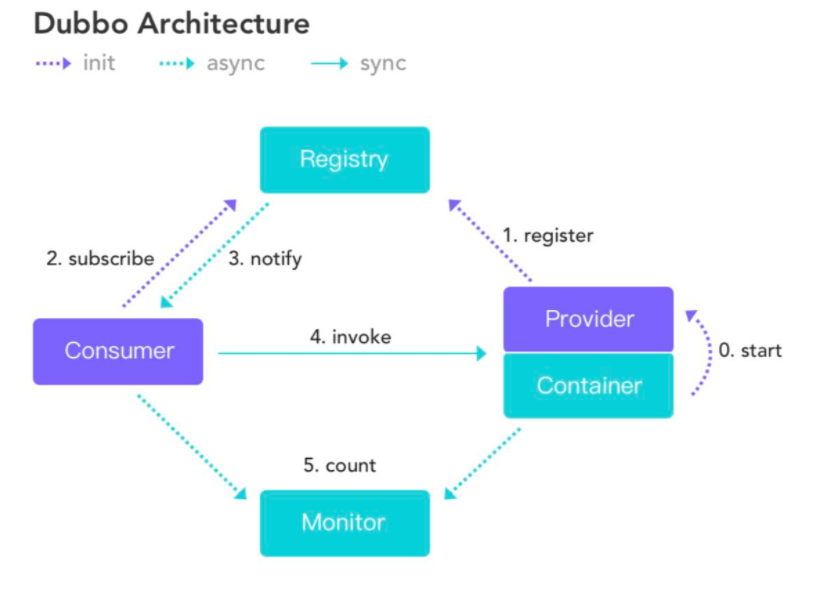 Dubbo Architecture
init async sync
Registry
1. register
2. subscribe
3. notify
Provider
4. invoke
Consumer
0. start
Container
5. count
Monitor